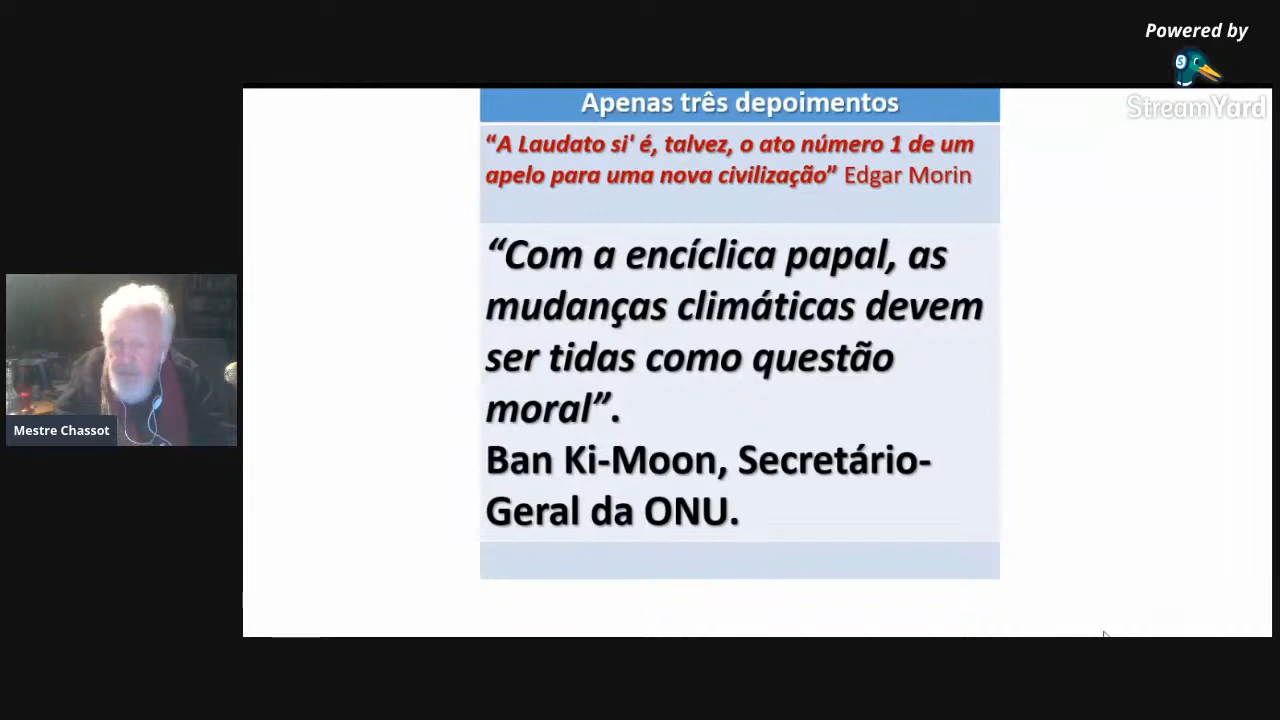 Powered by
StreamYard
Apenas três depoimentos
“A Laudato si' é, talvez, o ato número 1 de um
apelo para uma nova civilização” Edgar Morin
“Com a encíclica papal, as
mudanças climáticas devem
ser tidas como questão
moral”.
Ban Ki-Moon, Secretário-
Geral da ONU.
Mestre Chassot